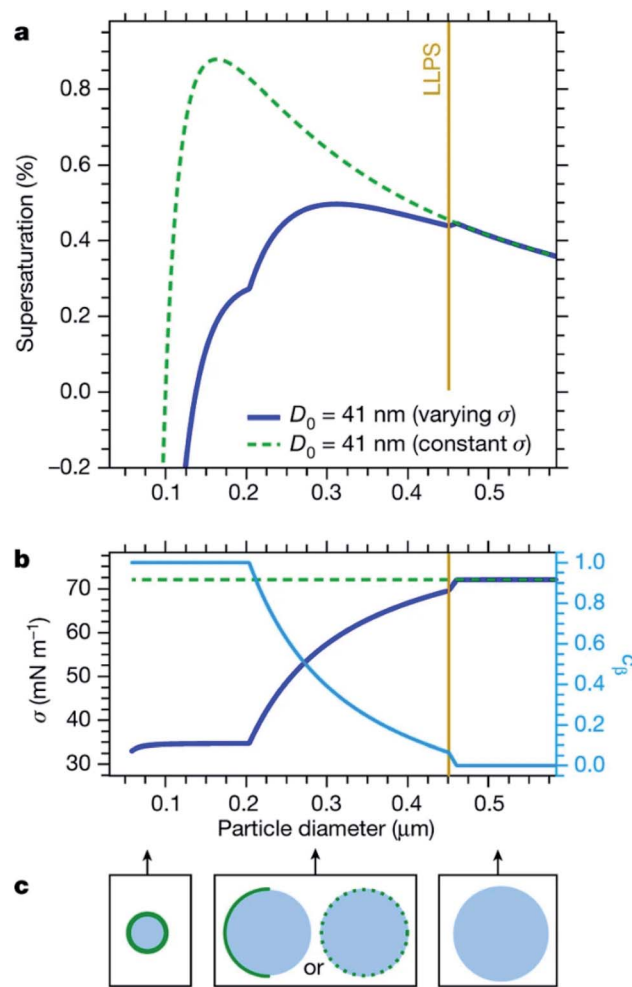 a
LLPS
Supersaturation (%)
0.8
0.6
0.4
0.2
0.0
−0.2
D0 = 41 nm (varying σ)
D0 = 41 nm (constant σ)
0.1 0.2 0.3 0.4 0.5
b
σ (mN m−1)
70
60
50
40
30
1.0
0.8
0.6
0.4
0.2
0.0
cβ
0.1 0.2 0.3 0.4 0.5
Particle diameter (μm)
c
or